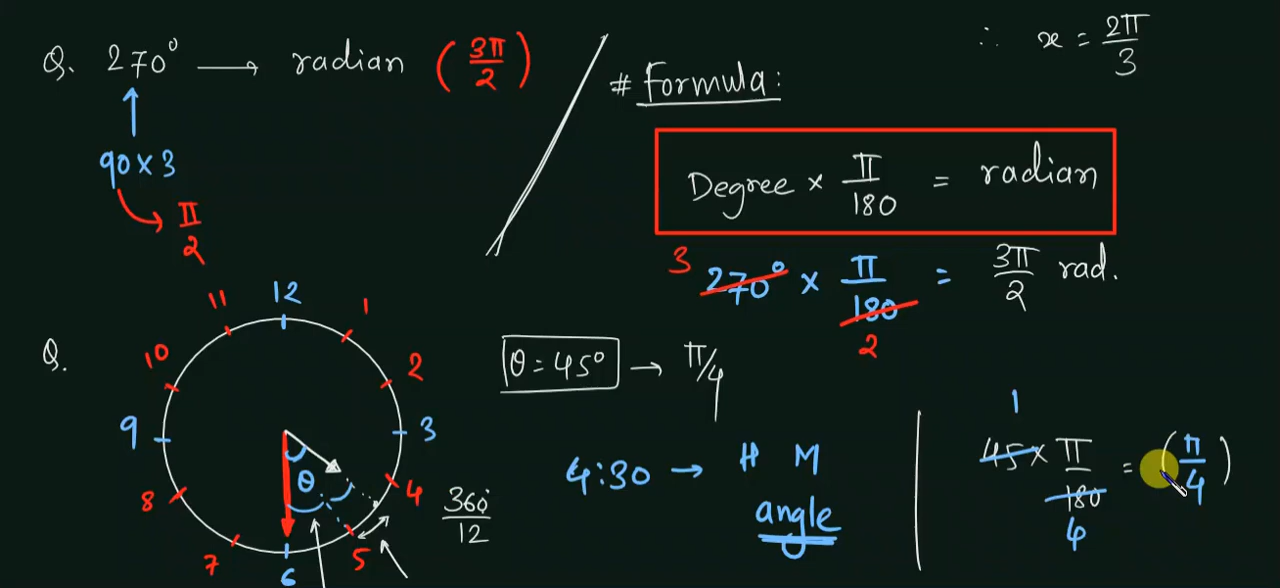 Q. 270° → radian (3π/2)
90 × 3
π/2
∴ x = 2π/3
# Formula:
Degree × π/180 = radian
3
270° × π/180 = 3π/2 rad.
2
Q.
12
11
1
10
2
9
3
8
4
7
5
6
θ
360°/12
θ = 45° → π/4
4:30 → H M
angle
1
45 × π/180 = (π/4)
4